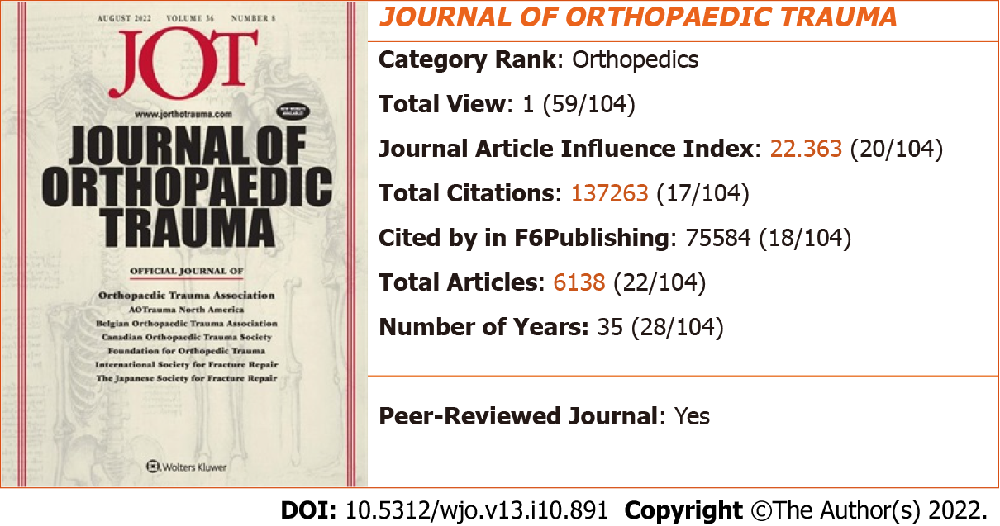 AUGUST 2022 VOLUME 36 NUMBER 8
JOT
www.jorthotrauma.com
NEW WEBSITE
AVAILABLE!
JOURNAL OF
ORTHOPAEDIC
TRAUMA
OFFICIAL JOURNAL OF
Orthopaedic Trauma Association
AOTrauma North America
Belgian Orthopaedic Trauma Association
Canadian Orthopaedic Trauma Society
Foundation for Orthopedic Trauma
International Society for Fracture Repair
The Japanese Society for Fracture Repair
Wolters Kluwer
JOURNAL OF ORTHOPAEDIC TRAUMA
Category Rank: Orthopedics
Total View: 1 (59/104)
Journal Article Influence Index: 22.363 (20/104)
Total Citations: 137263 (17/104)
Cited by in F6Publishing: 75584 (18/104)
Total Articles: 6138 (22/104)
Number of Years: 35 (28/104)
Peer-Reviewed Journal: Yes
DOI: 10.5312/wjo.v13.i10.891 Copyright ©The Author(s) 2022.